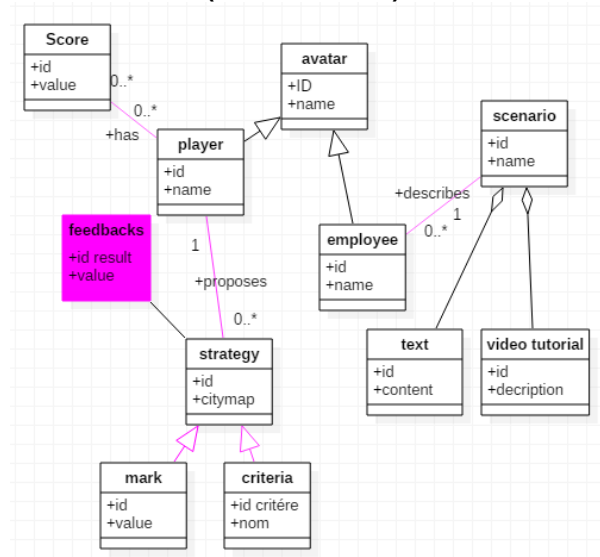 Score
+id
+value
0..*
0..*
+has
avatar
+ID
+name
player
+id
+name
scenario
+id
+name
+describes
1
0..*
employee
+id
+name
feedbacks
+id result
+value
1
+proposes
0..*
strategy
+id
+citymap
text
+id
+content
video tutorial
+id
+decription
mark
+id
+value
criteria
+id critére
+nom